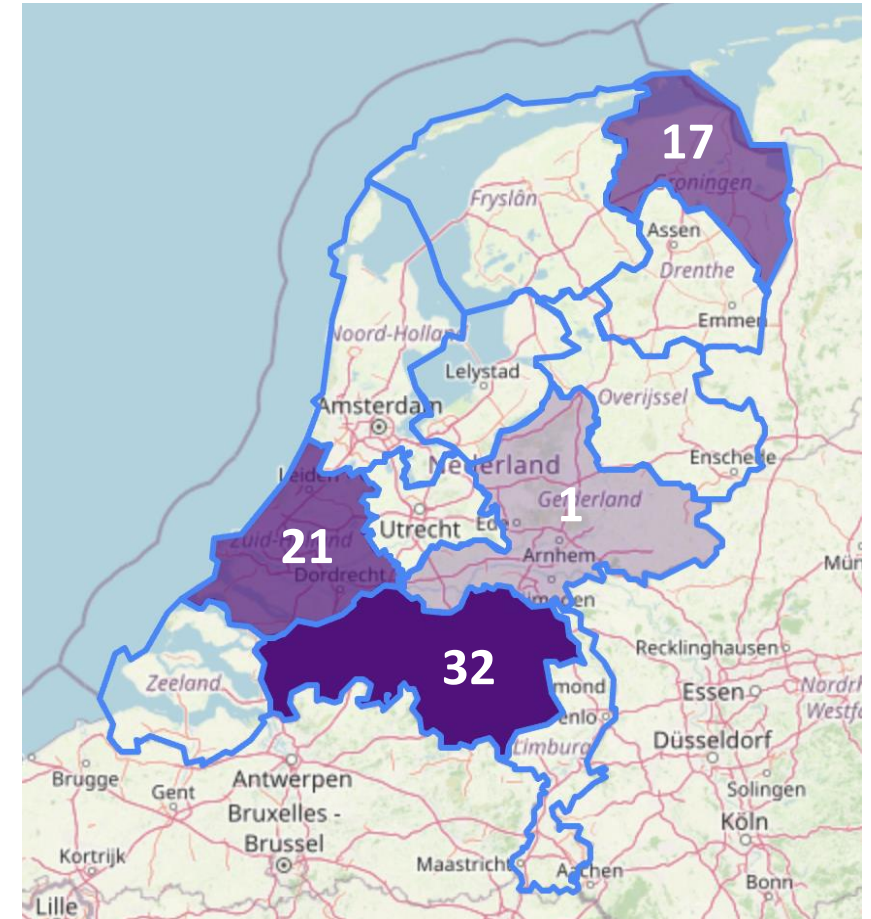 17
Groningen
Fryslân
Assen
Drenthe
Emmen
Noord-Holland
Lelystad
Overijssel
Amsterdam
Enschede
Nederland
Leiden
Gelderland
1
Utrecht
Ede
Zuid-Holland
21
Arnhem
Dordrecht
32
Recklinghausen
Zeeland
Essen
Limburg
Düsseldorf
Brugge
Antwerpen
Gent
Solingen
Bruxelles -
Brussel
Köln
Kortrijk
Maastricht
Aachen
Bonn
Lille